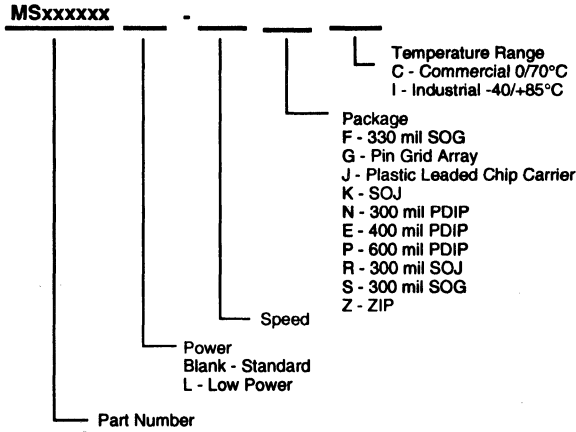 MSxxxxxx -
Temperature Range
C - Commercial 0/70°C
I - Industrial -40/+85°C
Package
F - 330 mil SOG
G - Pin Grid Array
J - Plastic Leaded Chip Carrier
K - SOJ
N - 300 mil PDIP
E - 400 mil PDIP
P - 600 mil PDIP
R - 300 mil SOJ
S - 300 mil SOG
Z - ZIP
Speed
Power
Blank - Standard
L - Low Power
Part Number